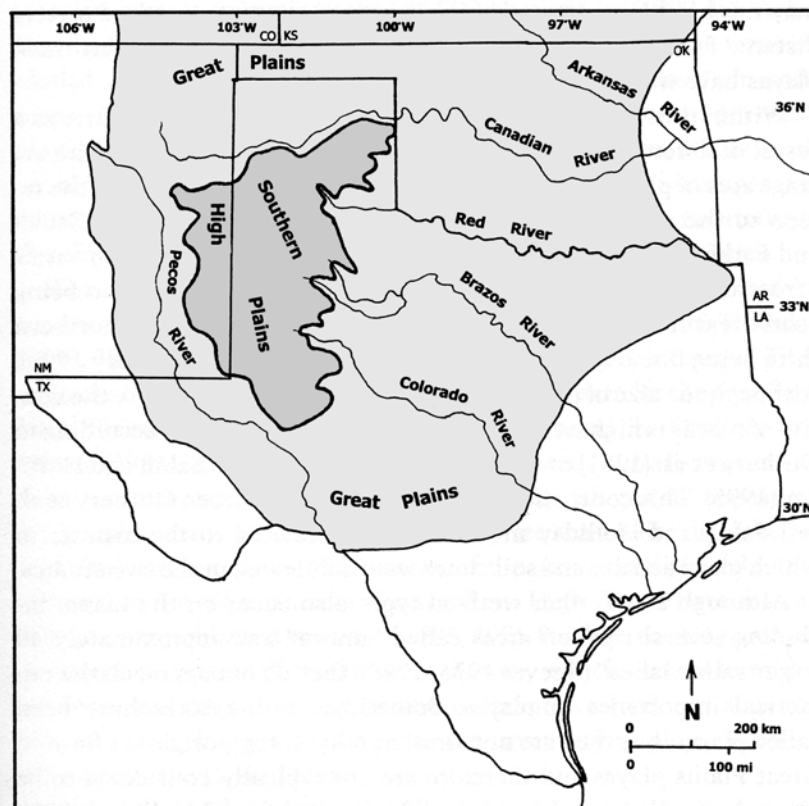 106°W 103°W 100°W 97°W 94°W
CO KS
OK
Great Plains
Arkansas River
36°N
Canadian River
Southern High Plains
Red River
Pecos River
Brazos River
AR
LA
33°N
NM
TX
Colorado River
Great Plains
30°N
N
0 200 km
100 mi